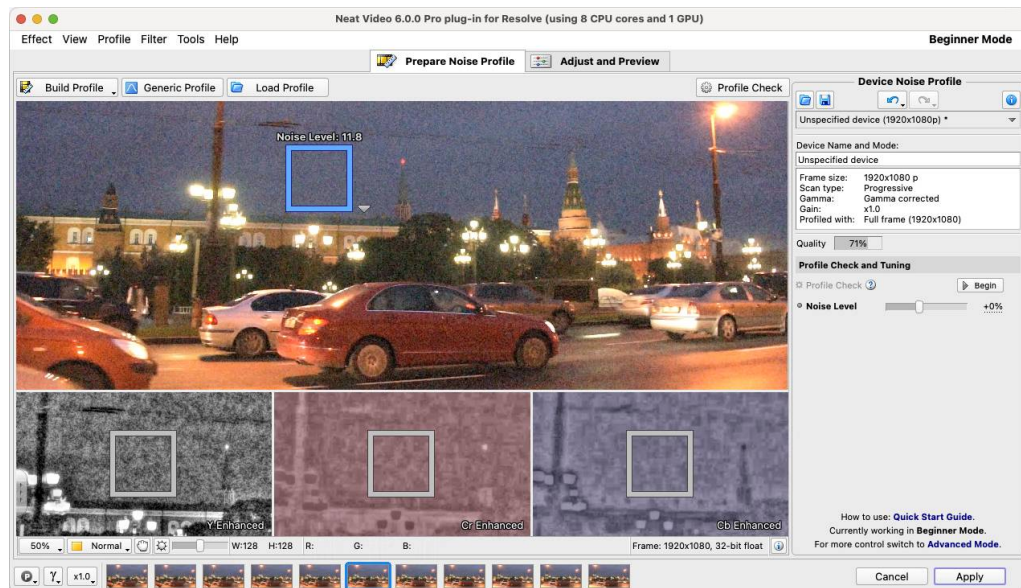 Neat Video 6.0.0 Pro plug-in for Resolve (using 8 CPU cores and 1 GPU)
Effect View Profile Filter Tools Help
Beginner Mode
Prepare Noise Profile
Adjust and Preview
Build Profile
Generic Profile
Load Profile
Profile Check
Noise Level: 11.8
Y Enhanced
Cr Enhanced
Cb Enhanced
50%
Normal
W:128 H:128 R: G: B:
Frame: 1920x1080, 32-bit float
x1.0
Device Noise Profile
Unspecified device (1920x1080p) *
Device Name and Mode:
Unspecified device
Frame size: 1920x1080 p
Scan type: Progressive
Gamma: Gamma corrected
Gain: x1.0
Profiled with: Full frame (1920x1080)
Quality 71%
Profile Check and Tuning
Profile Check
Begin
Noise Level +0%
How to use: Quick Start Guide.
Currently working in Beginner Mode.
For more control switch to Advanced Mode.
Cancel
Apply